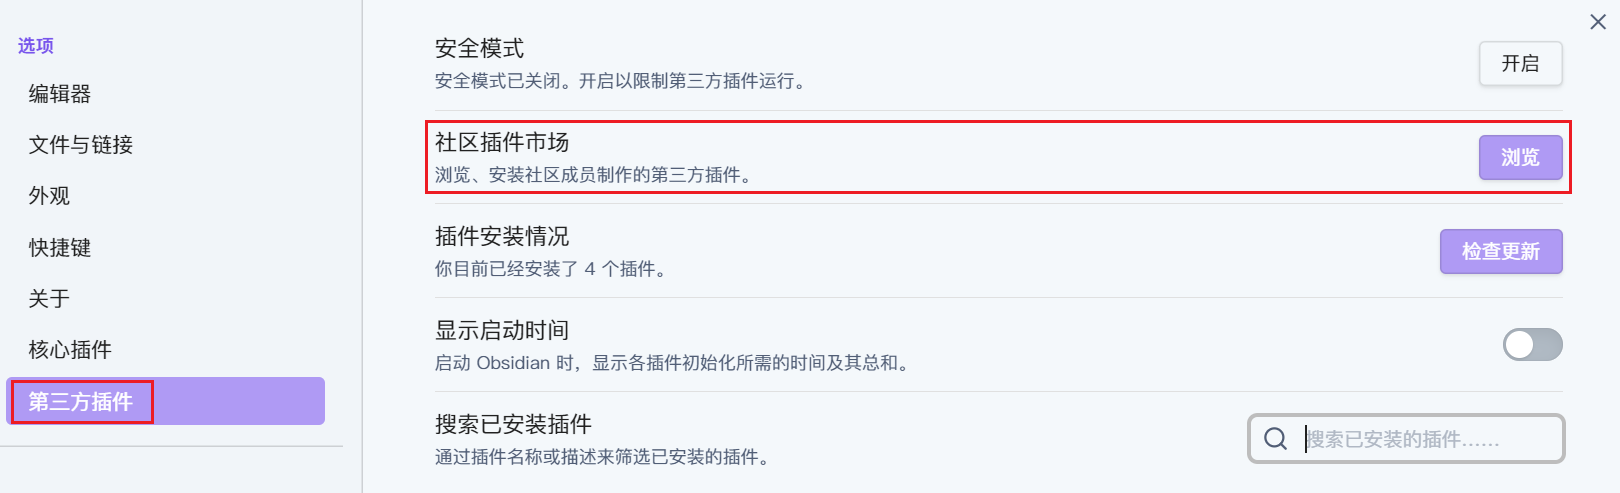 选项
编辑器
文件与链接
外观
快捷键
关于
核心插件
第三方插件
安全模式
安全模式已关闭。开启以限制第三方插件运行。
开启
社区插件市场
浏览、安装社区成员制作的第三方插件。
浏览
插件安装情况
你目前已经安装了 4 个插件。
检查更新
显示启动时间
启动 Obsidian 时，显示各插件初始化所需的时间及其总和。
搜索已安装插件
通过插件名称或描述来筛选已安装的插件。
搜索已安装的插件……